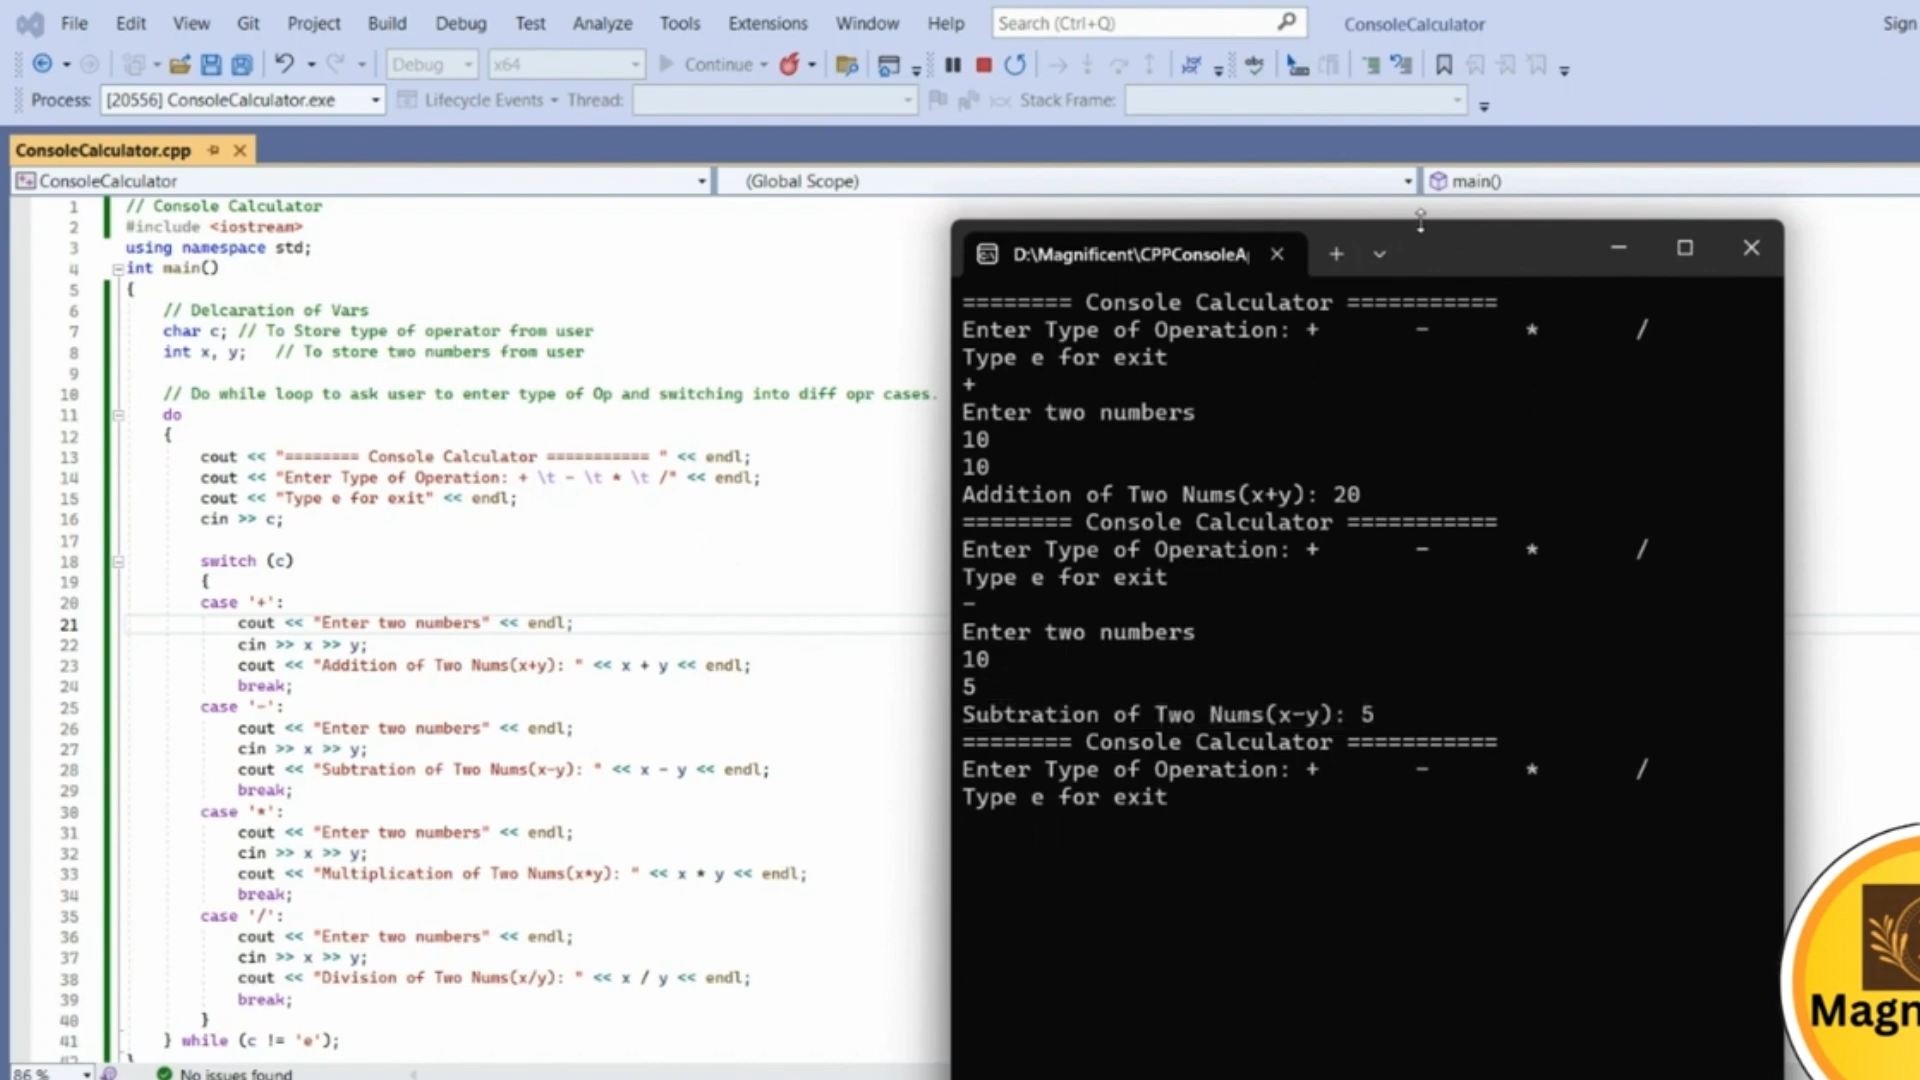 File Edit View Git Project Build Debug Test Analyze Tools Extensions Window Help Search (Ctrl+Q) ConsoleCalculator Sign
Debug x64 Continue
Process: [20556] ConsoleCalculator.exe Lifecycle Events Thread: Stack Frame:
ConsoleCalculator.cpp
ConsoleCalculator (Global Scope) main()
1 // Console Calculator
2 #include <iostream>
3 using namespace std;
4 int main()
5 {
6 // Delcaration of Vars
7 char c; // To Store type of operator from user
8 int x, y; // To store two numbers from user
9
10 // Do while loop to ask user to enter type of Op and switching into diff opr cases.
11 do
12 {
13 cout << "======== Console Calculator =========== " << endl;
14 cout << "Enter Type of Operation: + \t - \t * \t /" << endl;
15 cout << "Type e for exit" << endl;
16 cin >> c;
17
18 switch (c)
19 {
20 case '+':
21 cout << "Enter two numbers" << endl;
22 cin >> x >> y;
23 cout << "Addition of Two Nums(x+y): " << x + y << endl;
24 break;
25 case '-':
26 cout << "Enter two numbers" << endl;
27 cin >> x >> y;
28 cout << "Subtration of Two Nums(x-y): " << x - y << endl;
29 break;
30 case '*':
31 cout << "Enter two numbers" << endl;
32 cin >> x >> y;
33 cout << "Multiplication of Two Nums(x*y): " << x * y << endl;
34 break;
35 case '/':
36 cout << "Enter two numbers" << endl;
37 cin >> x >> y;
38 cout << "Division of Two Nums(x/y): " << x / y << endl;
39 break;
40 }
41 } while (c != 'e');
42 }
86 % No issues found
D:\Magnificent\CPPConsoleA
======== Console Calculator ===========
Enter Type of Operation: + - * /
Type e for exit
+
Enter two numbers
10
10
Addition of Two Nums(x+y): 20
======== Console Calculator ===========
Enter Type of Operation: + - * /
Type e for exit
-
Enter two numbers
10
5
Subtration of Two Nums(x-y): 5
======== Console Calculator ===========
Enter Type of Operation: + - * /
Type e for exit
Magn